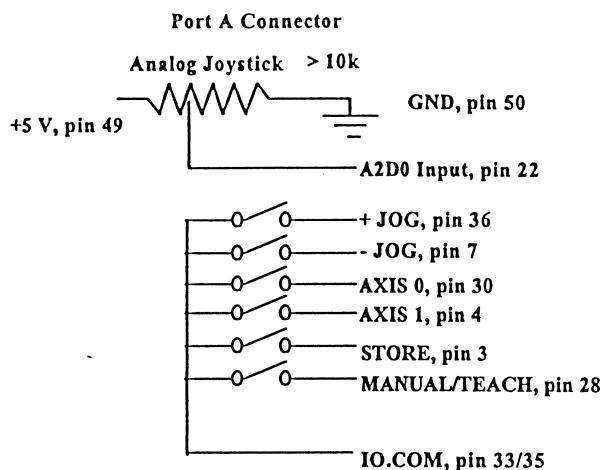 Port A Connector
Analog Joystick > 10k
+5 V, pin 49
GND, pin 50
A2D0 Input, pin 22
+ JOG, pin 36
- JOG, pin 7
AXIS 0, pin 30
AXIS 1, pin 4
STORE, pin 3
MANUAL/TEACH, pin 28
IO.COM, pin 33/35